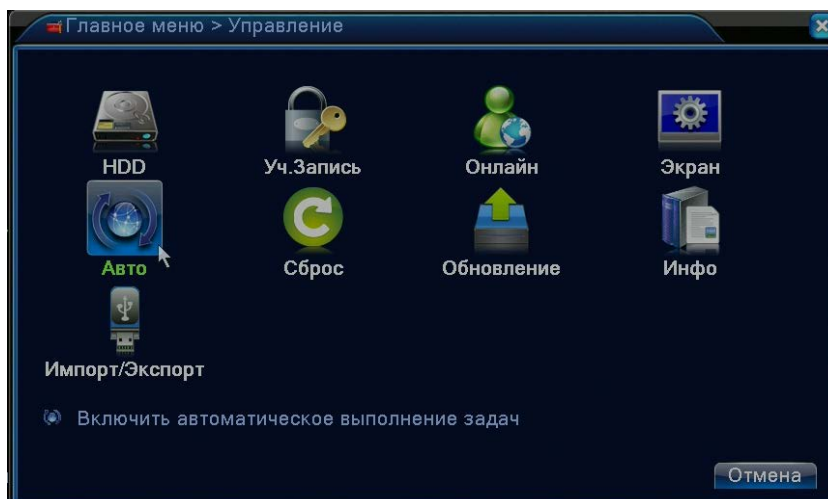 Главное меню > Управление
HDD
Уч.Запись
Онлайн
Экран
Авто
Сброс
Обновление
Инфо
Импорт/Экспорт
Включить автоматическое выполнение задач
Отмена